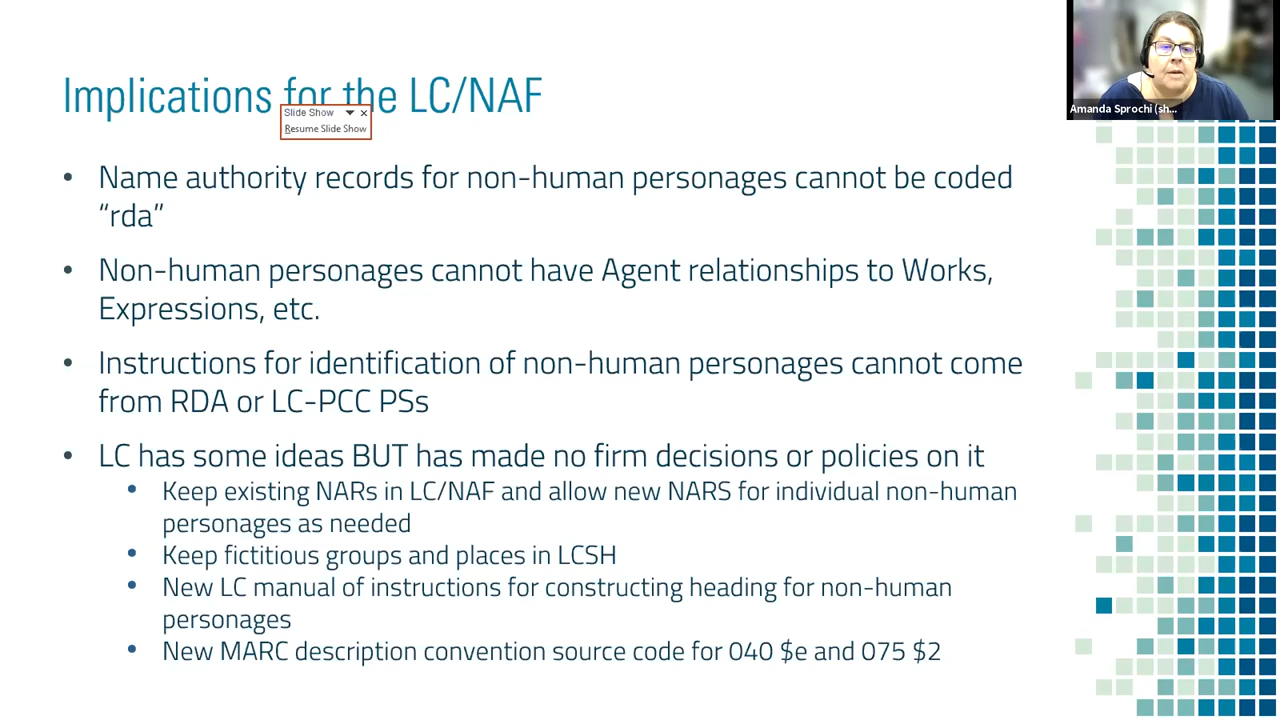 Implications for the LC/NAF
Slide Show
Resume Slide Show
Amanda Sprochi (sh...
• Name authority records for non-human personages cannot be coded
“rda”
• Non-human personages cannot have Agent relationships to Works,
Expressions, etc.
• Instructions for identification of non-human personages cannot come
from RDA or LC-PCC PSs
• LC has some ideas BUT has made no firm decisions or policies on it
• Keep existing NARs in LC/NAF and allow new NARS for individual non-human
personages as needed
• Keep fictitious groups and places in LCSH
• New LC manual of instructions for constructing heading for non-human
personages
• New MARC description convention source code for 040 $e and 075 $2